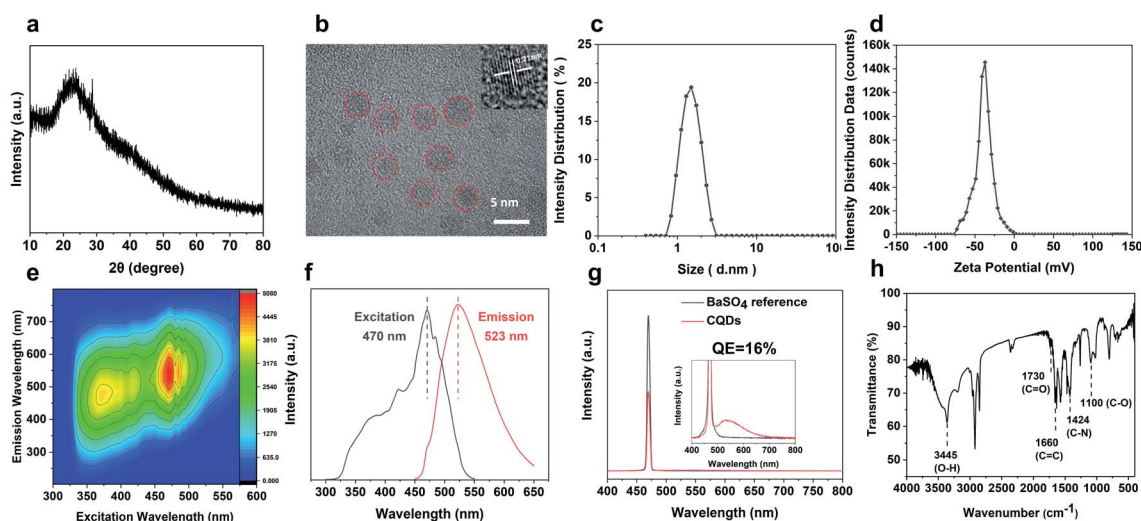 a
Intensity (a.u.)
10 20 30 40 50 60 70 80
2θ (degree)
b
0.21nm
5 nm
c
Intensity Distribution ( % )
25
20
15
10
5
0
0.1 1 10 100
Size ( d.nm )
d
Intensity Distribution Data (counts)
160k
140k
120k
100k
80k
60k
40k
20k
0
-150 -100 -50 0 50 100 150
Zeta Potential (mV)
e
Emission Wavelength (nm)
700
600
500
400
300
300 350 400 450 500 550 600
Excitation Wavelength (nm)
5080
4445
3810
3175
2540
1905
1270
635.0
0.000
f
Intensity (a.u.)
Excitation
470 nm
Emission
523 nm
300 350 400 450 500 550 600 650
Wavelength (nm)
g
Intensity (a.u.)
BaSO4 reference
CQDs
QE=16%
Intensity (a.u.)
400 500 600 700 800
Wavelength (nm)
400 450 500 550 600 650 700 750 800
Wavelength (nm)
h
Transmittance (%)
90
80
70
60
50
1730
(C=O)
1100 (C-O)
1424
(C-N)
1660
(C=C)
3445
(O-H)
4000 3500 3000 2500 2000 1500 1000 500
Wavenumber (cm-1)